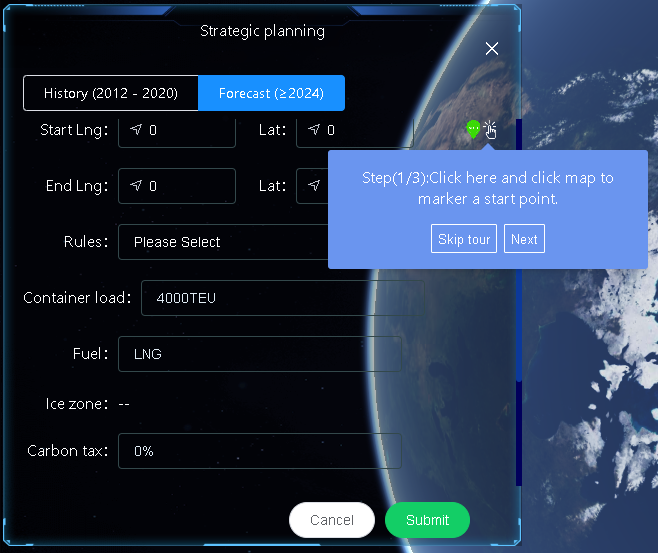 Strategic planning
History (2012 - 2020) Forecast (≥2024)
Start Lng: 0 Lat: 0
Step(1/3):Click here and click map to
marker a start point.
Skip tour Next
End Lng: 0 Lat:
Rules: Please Select
Container load: 4000TEU
Fuel: LNG
Ice zone: --
Carbon tax: 0%
Cancel Submit